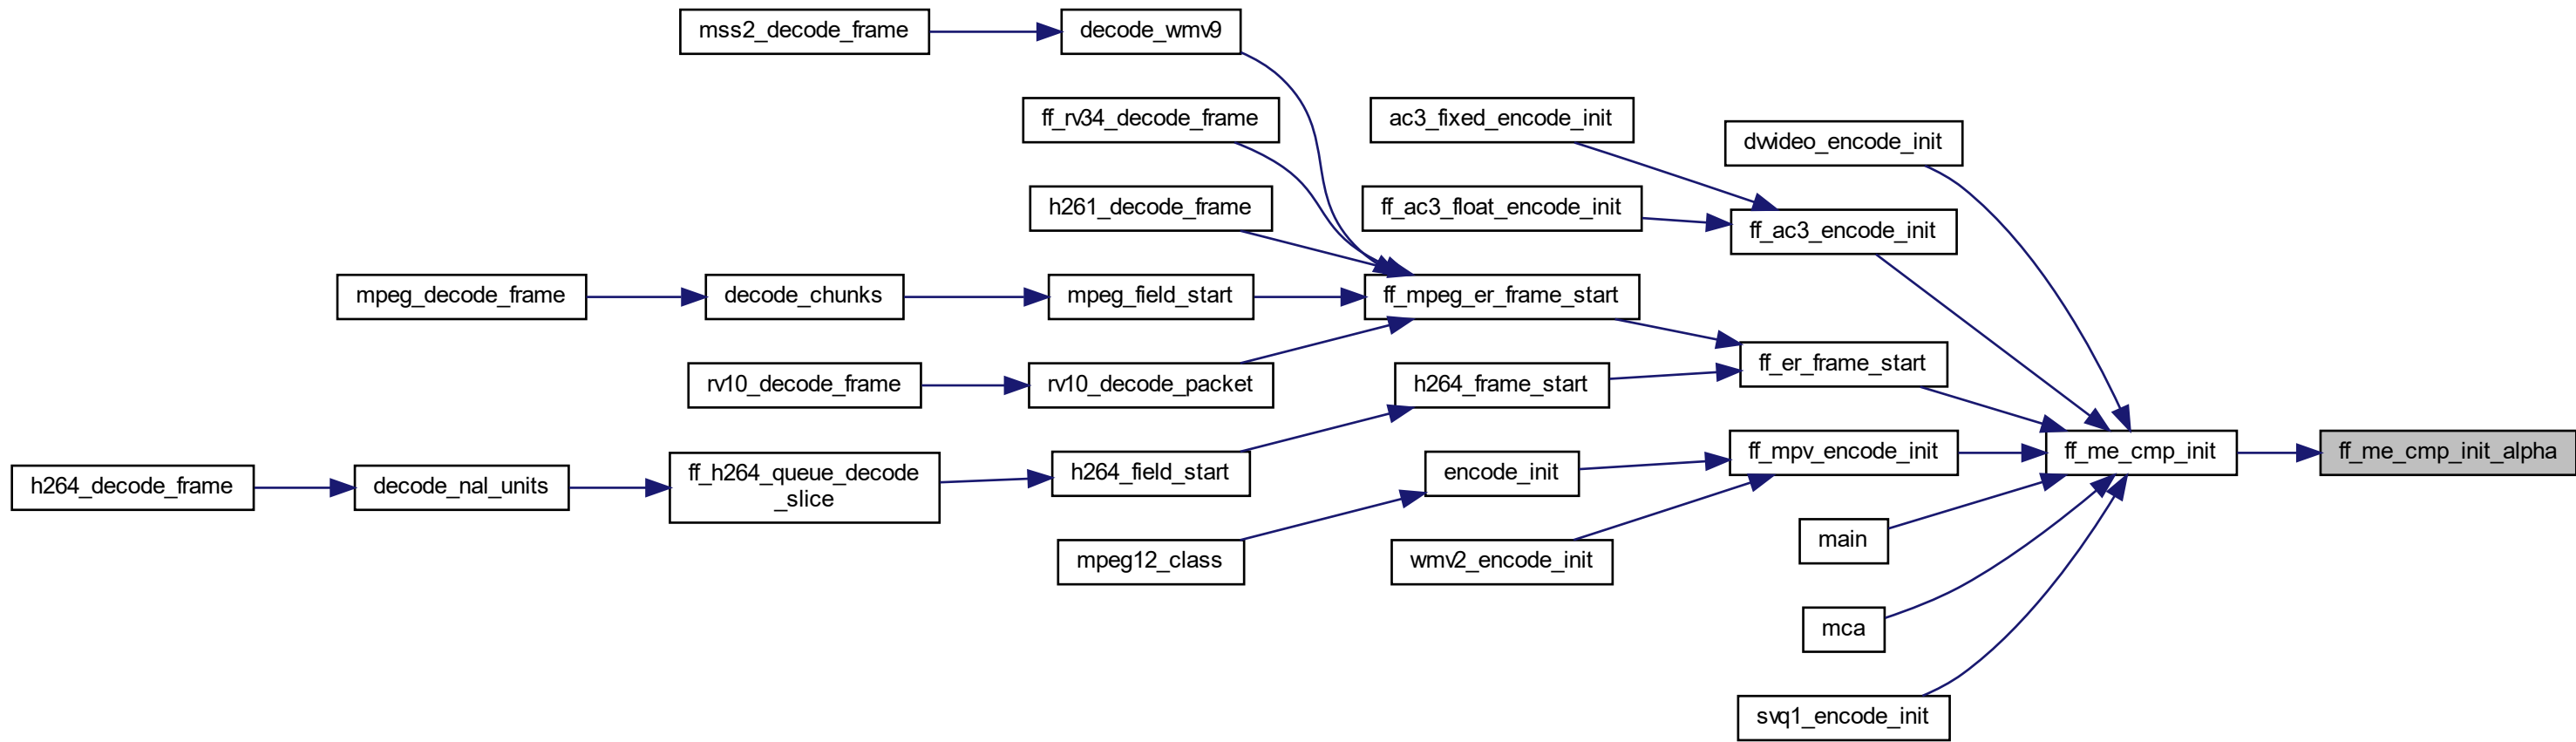 mss2_decode_frame
decode_wmv9
ff_rv34_decode_frame
ac3_fixed_encode_init
dvvideo_encode_init
h261_decode_frame
ff_ac3_float_encode_init
ff_ac3_encode_init
mpeg_decode_frame
decode_chunks
mpeg_field_start
ff_mpeg_er_frame_start
rv10_decode_frame
rv10_decode_packet
h264_frame_start
ff_er_frame_start
h264_decode_frame
decode_nal_units
ff_h264_queue_decode
_slice
h264_field_start
encode_init
ff_mpv_encode_init
ff_me_cmp_init
ff_me_cmp_init_alpha
mpeg12_class
wmv2_encode_init
main
mca
svq1_encode_init